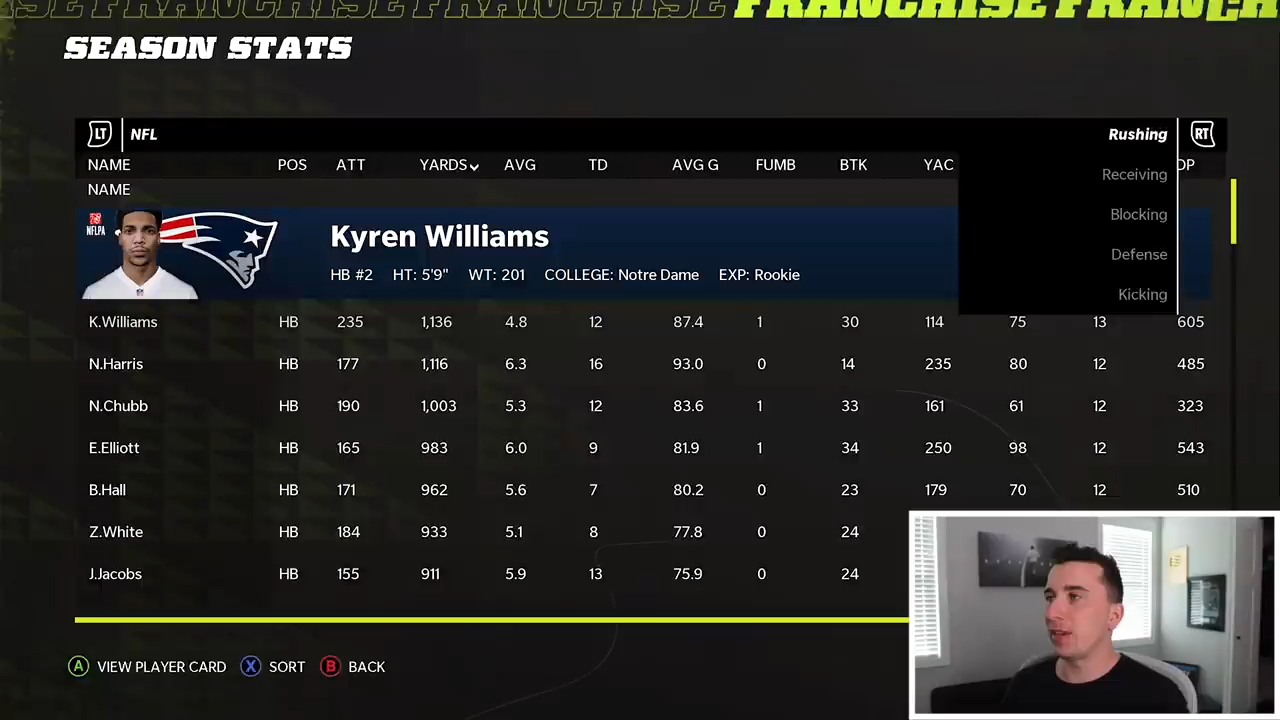 FRANCHISE FRANCHISE FRANCHISE
SEASON STATS
LT NFL Rushing RT
NAME POS ATT YARDS AVG TD AVG G FUMB BTK YAC DP
Receiving
NAME
Blocking
NFLPA
Kyren Williams
Defense
HB #2 HT: 5'9" WT: 201 COLLEGE: Notre Dame EXP: Rookie
Kicking
K.Williams HB 235 1,136 4.8 12 87.4 1 30 114 75 13 605
N.Harris HB 177 1,116 6.3 16 93.0 0 14 235 80 12 485
N.Chubb HB 190 1,003 5.3 12 83.6 1 33 161 61 12 323
E.Elliott HB 165 983 6.0 9 81.9 1 34 250 98 12 543
B.Hall HB 171 962 5.6 7 80.2 0 23 179 70 12 510
Z.White HB 184 933 5.1 8 77.8 0 24
J.Jacobs HB 155 911 5.9 13 75.9 0 24
A VIEW PLAYER CARD X SORT B BACK